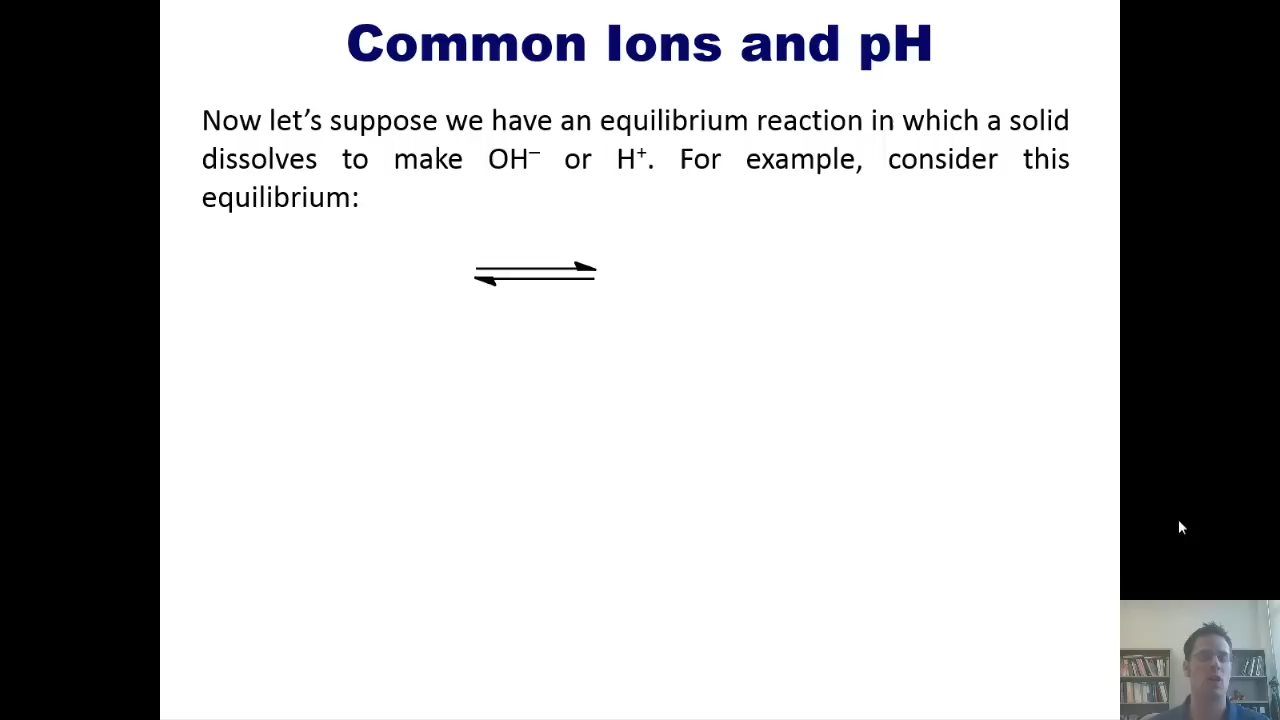 Common Ions and pH
Now let’s suppose we have an equilibrium reaction in which a solid
dissolves to make OH⁻ or H⁺. For example, consider this
equilibrium: